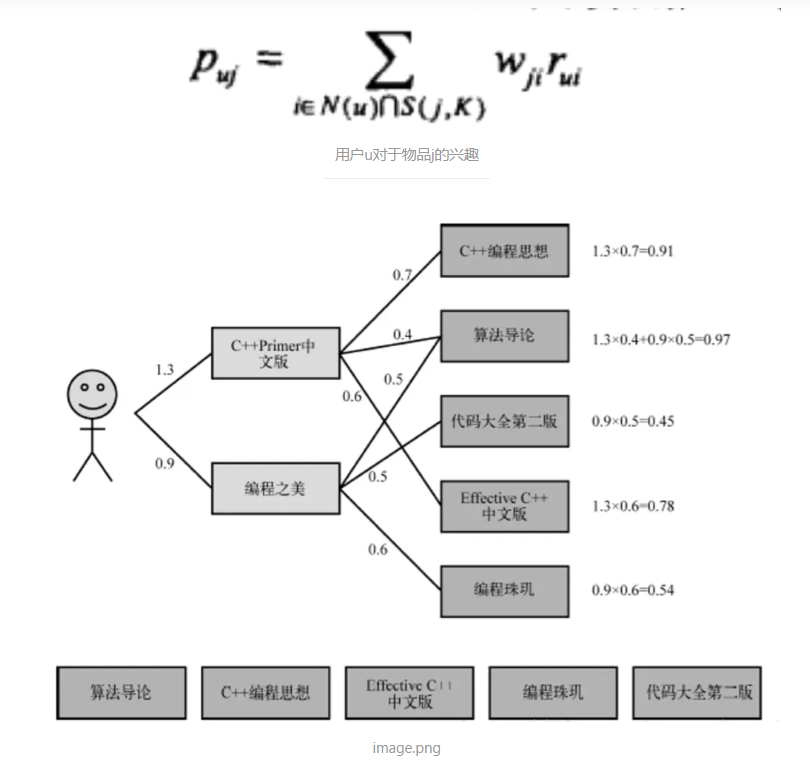 p_uj = ∑ w_ji r_ui
i∈N(u)∩S(j,K)
用户u对于物品j的兴趣
C++编程思想
1.3×0.7=0.91
0.7
C++Primer中
文版
0.4
算法导论
1.3×0.4+0.9×0.5=0.97
1.3
0.5
0.6
代码大全第二版
0.9×0.5=0.45
0.9
编程之美
0.5
Effective C++
中文版
1.3×0.6=0.78
0.6
编程珠玑
0.9×0.6=0.54
算法导论
C++编程思想
Effective C++
中文版
编程珠玑
代码大全第二版
image.png